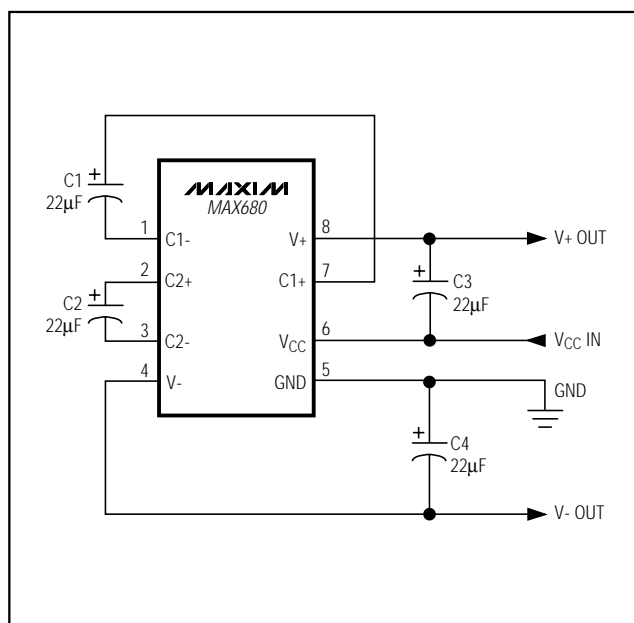 MAXIM
MAX680
C1
+
22µF
1
C1-
2
C2+
C2
+
22µF
3
C2-
4
V-
8
V+
7
C1+
6
VCC
5
GND
+
C3
22µF
+
C4
22µF
V+ OUT
VCC IN
GND
V- OUT